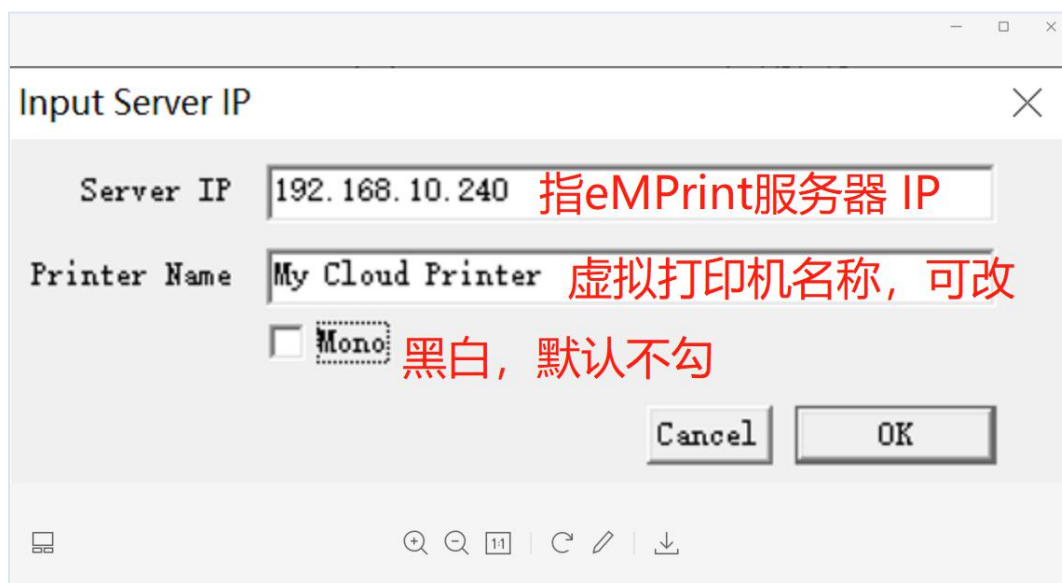 Input Server IP
Server IP 192.168.10.240 指eMPrint服务器 IP
Printer Name My Cloud Printer 虚拟打印机名称，可改
Mono 黑白，默认不勾
Cancel OK
1:1